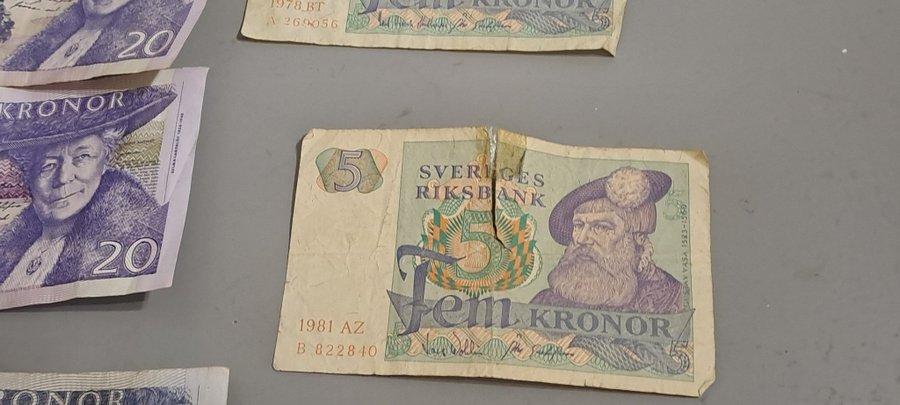 20
1978 BT
A 269056
Fem KRONOR
KRONOR
20
5
SVERIGES
RIKSBANK
5
Fem KRONOR
1981 AZ
B 822840
5
KRONOR